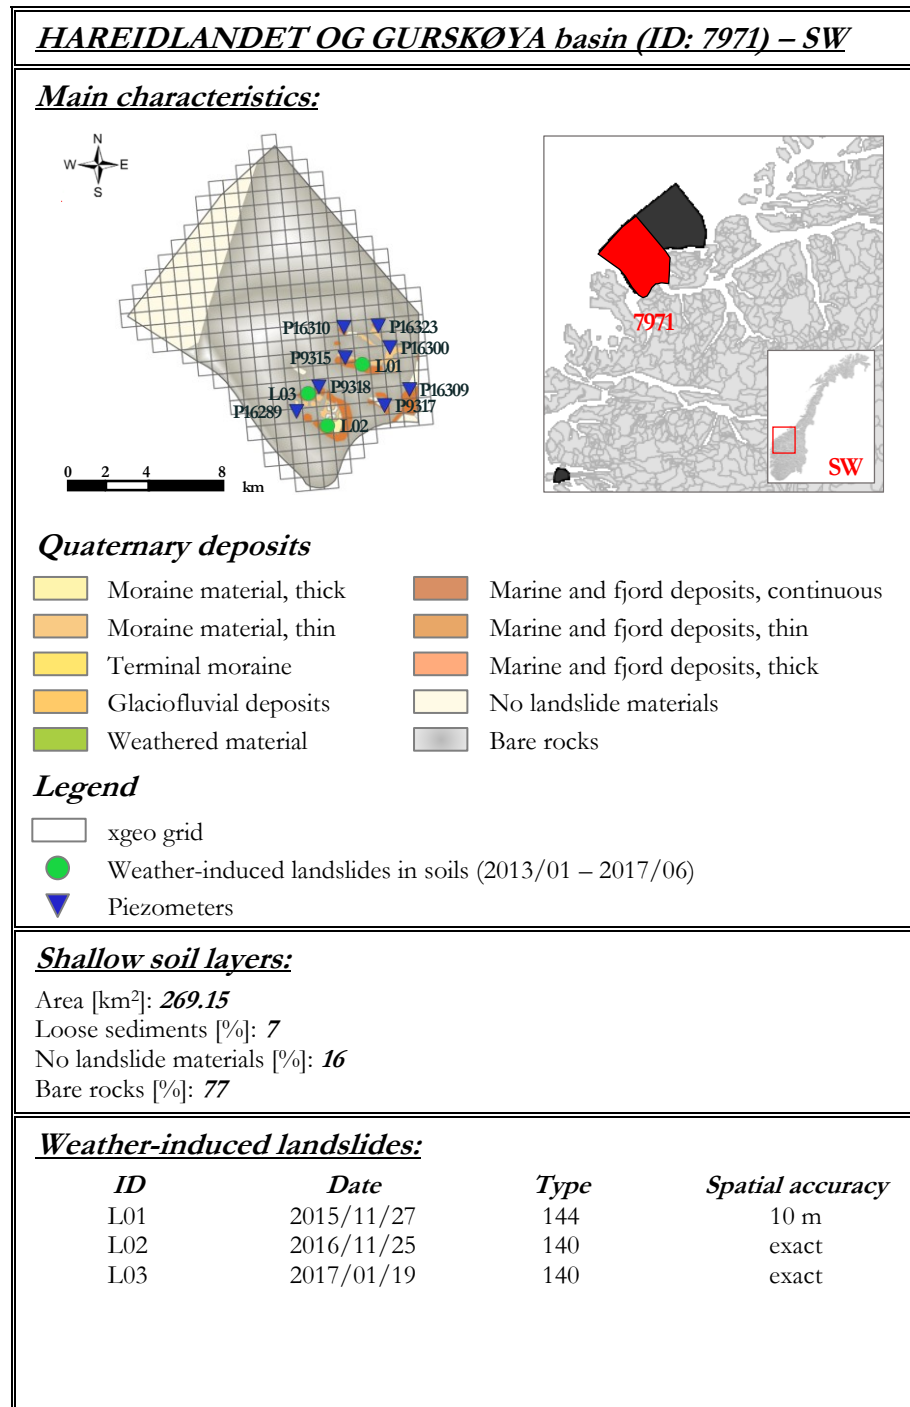 HAREIDLANDET OG GURSKØYA basin (ID: 7971) – SW
Main characteristics:
N
W E
S
P16310
P16323
P16300
P9315
L01
P9318
P16309
L03
P9317
P16289
L02
0 2 4 8
km
7971
SW
Quaternary deposits
Moraine material, thick
Marine and fjord deposits, continuous
Moraine material, thin
Marine and fjord deposits, thin
Terminal moraine
Marine and fjord deposits, thick
Glaciofluvial deposits
No landslide materials
Weathered material
Bare rocks
Legend
xgeo grid
Weather-induced landslides in soils (2013/01 – 2017/06)
Piezometers
Shallow soil layers:
Area [km²]: 269.15
Loose sediments [%]: 7
No landslide materials [%]: 16
Bare rocks [%]: 77
Weather-induced landslides:
ID Date Type Spatial accuracy
L01 2015/11/27 144 10 m
L02 2016/11/25 140 exact
L03 2017/01/19 140 exact